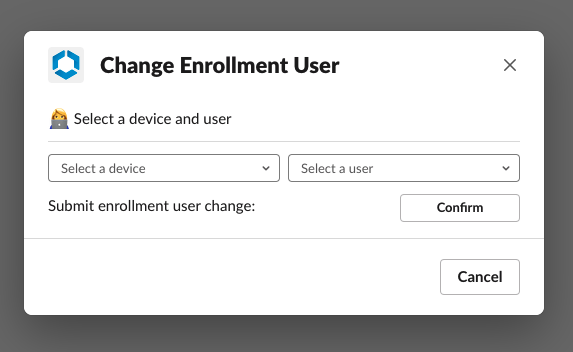 Change Enrollment User
Select a device and user
Select a device
Select a user
Submit enrollment user change:
Confirm
Cancel